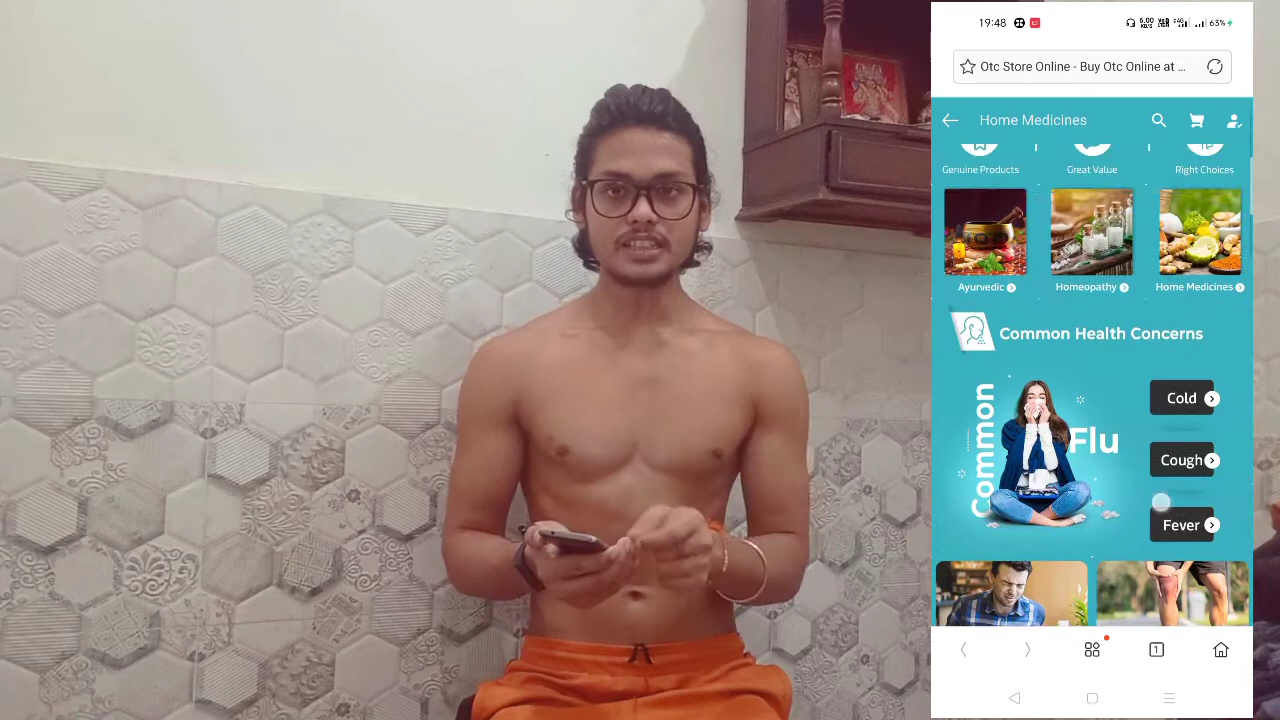 19:48
63%
Otc Store Online - Buy Otc Online at ...
Home Medicines
Genuine Products
Great Value
Right Choices
Ayurvedic
Homeopathy
Home Medicines
Common Health Concerns
Common
Flu
Cold
Cough
Fever
1